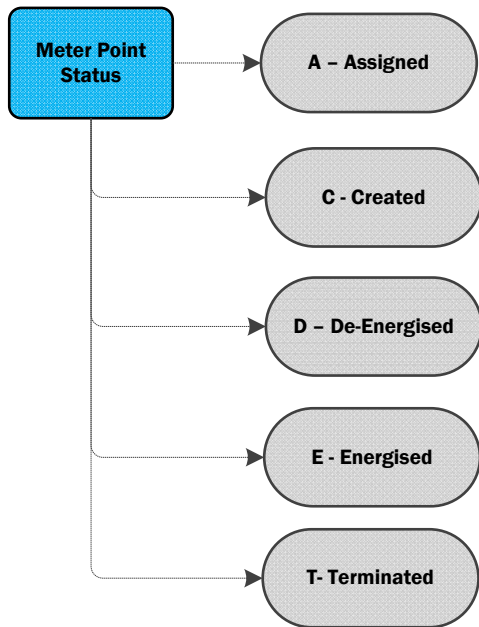 Meter Point
Status
A – Assigned
C - Created
D – De-Energised
E - Energised
T- Terminated